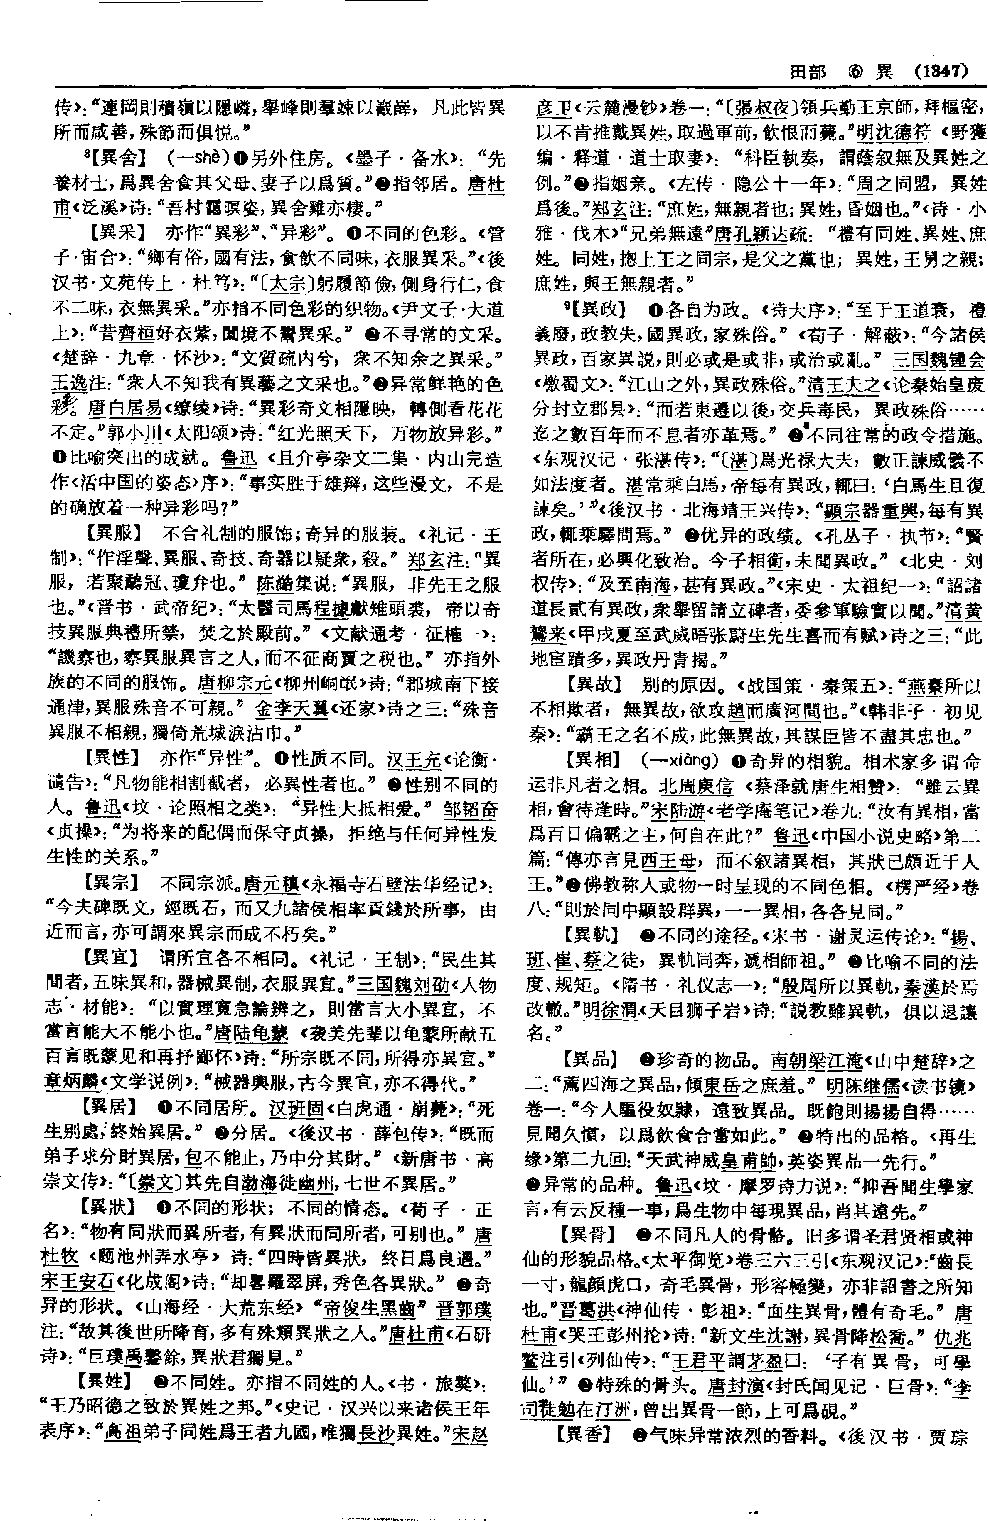 田部 ⑥ 異 (1347)
传》：“連岡則積嶺以隱嶙，舉峰則羣竦以嶻嶭，凡此皆異
所而咸善，殊節而俱悦。”
⁸【異舍】 (一shè)❶另外住房。《墨子·备水》：“先
養材士，爲異舍食其父母、妻子以爲質。”❷指邻居。唐杜
甫《泛溪》诗：“吾村靄暝姿，異舍雞亦棲。”
【異采】 亦作“異彩”、“异彩”。❶不同的色彩。《管
子·宙合》：“鄉有俗，國有法，食飲不同味，衣服異采。”《後
汉书·文苑传上·杜笃》：“〔太宗〕躬履節儉，側身行仁，食
不二味，衣無異采。”亦指不同色彩的织物。《尹文子·大道
上》：“昔齊桓好衣紫，闔境不鬻異采。” ❷不寻常的文采。
《楚辞·九章·怀沙》：“文質疏内兮，衆不知余之異采。”
王逸注：“衆人不知我有異藝之文采也。”❸异常鲜艳的色
彩。唐白居易《缭绫》诗：“異彩奇文相隱映，轉側看花花
不定。”郭小川《太阳颂》诗：“红光照天下，万物放异彩。”
❹比喻突出的成就。鲁迅《且介亭杂文二集·内山完造
作〈活中国的姿态〉序》：“事实胜于雄辩，这些漫文，不是
的确放着一种异彩吗？”
【異服】 不合礼制的服饰；奇异的服装。《礼记·王
制》：“作淫聲、異服、奇技、奇器以疑衆，殺。” 郑玄注：“異
服，若聚鷸冠、瓊弁也。” 陈澔集说：“異服，非先王之服
也。”《晋书·武帝纪》：“太醫司馬程據獻雉頭裘，帝以奇
技異服典禮所禁，焚之於殿前。”《文献通考·征榷一》：
“譏察也，察異服異言之人，而不征商賈之税也。” 亦指外
族的不同的服饰。唐柳宗元《柳州峒氓》诗：“郡城南下接
通津，異服殊音不可親。” 金李天翼《还家》诗之三：“殊音
異服不相親，獨倚荒城淚沾巾。”
【異性】 亦作“异性”。❶性质不同。汉王充《论衡·
譴告》：“凡物能相割截者，必異性者也。” ❷性别不同的
人。鲁迅《坟·论照相之类》：“异性大抵相爱。” 邹韬奋
《贞操》：“为将来的配偶而保守贞操，拒绝与任何异性发
生性的关系。”
【異宗】 不同宗派。唐元稹《永福寺石壁法华经记》：
“今夫碑既文，經既石，而又九諸侯相率貢錢於所事，由
近而言，亦可謂來異宗而成不朽矣。”
【異宜】 谓所宜各不相同。《礼记·王制》：“民生其
間者，五味異和，器械異制，衣服異宜。”三国魏刘劭《人物
志·材能》：“以實理寬急論辨之，則當言大小異宜，不
當言能大不能小也。”唐陆龟蒙《袭美先辈以龟蒙所献五
百言既蒙见和再抒鄙怀》诗：“所宗既不同，所得亦異宜。”
章炳麟《文学说例》：“械器輿服，古今異宜，亦不得代。”
【異居】 ❶不同居所。汉班固《白虎通·崩薨》：“死
生别處，終始異居。” ❷分居。《後汉书·薛包传》：“既而
弟子求分財異居，包不能止，乃中分其財。”《新唐书·高
崇文传》：“〔崇文〕其先自渤海徙幽州，七世不異居。”
【異狀】 ❶不同的形状；不同的情态。《荀子·正
名》：“物有同狀而異所者，有異狀而同所者，可别也。” 唐
杜牧《题池州弄水亭》诗：“四時皆異狀，終日爲良遇。”
宋王安石《化成阁》诗：“却略羅翠屏，秀色各異狀。” ❷奇
异的形状。《山海经·大荒东经》“帝俊生黑齒”晋郭璞
注：“故其後世所降育，多有殊類異狀之人。”唐杜甫《石砚
诗》：“巨璞禹鑿餘，異狀君獨見。”
【異姓】 ❶不同姓。亦指不同姓的人。《书·旅獒》：
“王乃昭德之致於異姓之邦。”《史记·汉兴以来诸侯王年
表序》：“高祖弟子同姓爲王者九國，唯獨長沙異姓。”宋赵
彦卫《云麓漫钞》卷一：“〔張叔夜〕領兵勤王京師，拜樞密，
以不肯推戴異姓，取過軍前，飲恨而薨。”明沈德符《野獲
编·释道·道士取妻》：“科臣執奏，謂蔭叙無及異姓之
例。”❷指姻亲。《左传·隐公十一年》：“周之同盟，異姓
爲後。”郑玄注：“庶姓，無親者也；異姓，昏姻也。”《诗·小
雅·伐木》“兄弟無遠”唐孔颖达疏：“禮有同姓、異姓、庶
姓。同姓，揔上王之同宗，是父之黨也；異姓，王舅之親；
庶姓，與王無親者。”
⁹【異政】 ❶各自为政。《诗大序》：“至于王道衰，禮
義廢，政教失，國異政，家殊俗。”《荀子·解蔽》：“今諸侯
異政，百家異説，則必或是或非，或治或亂。” 三国魏锺会
《檄蜀文》：“江山之外，異政殊俗。”清王夫之《论秦始皇废
分封立郡县》：“而若東遷以後，交兵毒民，異政殊俗……
迄之數百年而不息者亦革焉。” ❷不同往常的政令措施。
《东观汉记·张湛传》：“〔湛〕爲光禄大夫，數正諫威儀不
如法度者。湛常乘白馬，帝每有異政，輒曰：‘白馬生且復
諫矣。’”《後汉书·北海靖王兴传》：“顯宗器重興，每有異
政，輒乘驛問焉。” ❸优异的政绩。《孔丛子·执节》：“賢
者所在，必興化致治。今子相衛，未聞異政。”《北史·刘
权传》：“及至南海，甚有異政。”《宋史·太祖纪一》：“詔諸
道長貳有異政，衆舉留請立碑者，委參軍驗實以聞。”清黄
鷟来《甲戌夏至武威晤张尉生先生喜而有赋》诗之三：“此
地宦蹟多，異政丹青揭。”
【異故】 别的原因。《战国策·秦策五》：“燕秦所以
不相欺者，無異故，欲攻趙而廣河間也。”《韩非子·初见
秦》：“霸王之名不成，此無異故，其謀臣皆不盡其忠也。”
【異相】 (一xiàng) ❶奇异的相貌。相术家多谓命
运非凡者之相。北周庾信《蔡泽就唐生相赞》：“雖云異
相，會待逢時。”宋陆游《老学庵笔记》卷九：“汝有異相，當
爲百口偏霸之主，何自在此？” 鲁迅《中国小说史略》第二
篇：“傳亦言見西王母，而不叙諸異相，其狀已頗近于人
王。”❷佛教称人或物一时呈现的不同色相。《楞严经》卷
八：“則於同中顯設群異，一一異相，各各見同。”
【異軌】 ❶不同的途径。《宋书·谢灵运传论》：“揚、
班、崔、蔡之徒，異軌同奔，遞相師祖。” ❷比喻不同的法
度、规矩。《隋书·礼仪志一》：“殷周所以異軌，秦漢於焉
改轍。”明徐渭《天目狮子岩》诗：“説教雖異軌，俱以退讓
名。”
【異品】 ❶珍奇的物品。南朝梁江淹《山中楚辞》之
二：“薦四海之異品，傾東岳之庶羞。” 明陈继儒《读书镜》
卷一：“今人驅役奴隸，遠致異品。既飽則揚揚自得……
見聞久慣，以爲飲食合當如此。” ❷特出的品格。《再生
缘》第二九回：“天武神威皇甫帥，英姿異品一先行。”
❸异常的品种。鲁迅《坟·摩罗诗力说》：“抑吾聞生學家
言，有云反種一事，爲生物中每現異品，肖其遠先。”
【異骨】 ❶不同凡人的骨骼。旧多谓圣君贤相或神
仙的形貌品格。《太平御览》卷三六三引《东观汉记》：“齒長
一寸，龍顔虎口，奇毛異骨，形容極變，亦非詔書之所知
也。”晋葛洪《神仙传·彭祖》：“面生異骨，體有奇毛。” 唐
杜甫《哭王彭州抡》诗：“新文生沈謝，異骨降松喬。” 仇兆
鳌注引《列仙传》：“王君平謂茅盈曰：‘子有異骨，可學
仙。’” ❷特殊的骨头。唐封演《封氏闻见记·巨骨》：“李
司徒勉在汀洲，曾出異骨一節，上可爲硯。”
【異香】 ❶气味异常浓烈的香料。《後汉书·贾琮